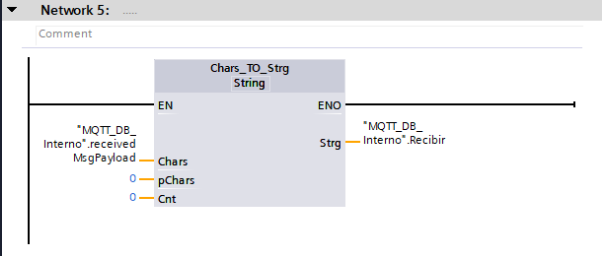 Network 5: .....
Comment
Chars_TO_Strg
String
EN
ENO
"MQTT_DB_
Interno".received
MsgPayload
Chars
Strg
"MQTT_DB_
Interno".Recibir
0
pChars
0
Cnt